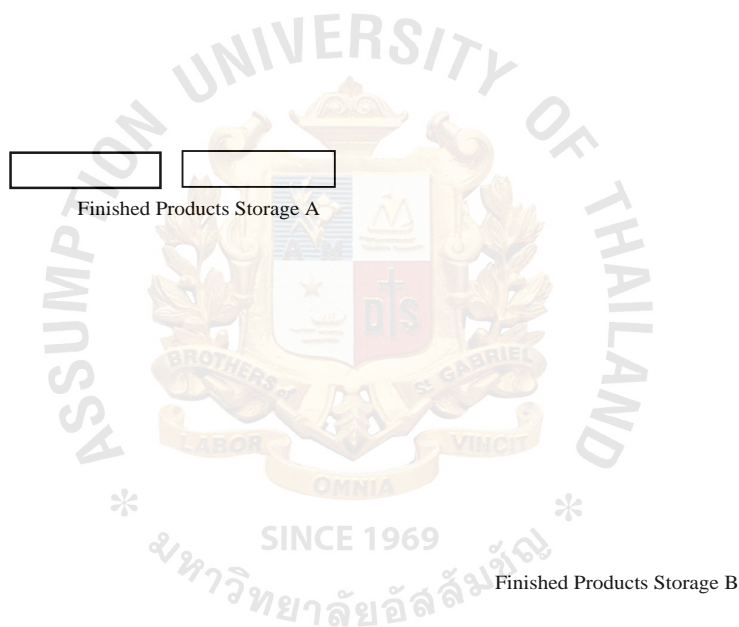 ASSUMPTION UNIVERSITY OF THAILAND
Finished Products Storage A
A M
D S
BROTHERS of St GABRIEL
LABOR VINCIT
OMNIA
SINCE 1969
Finished Products Storage B
* มหาวิทยาลัยอัสสัมชัญ *